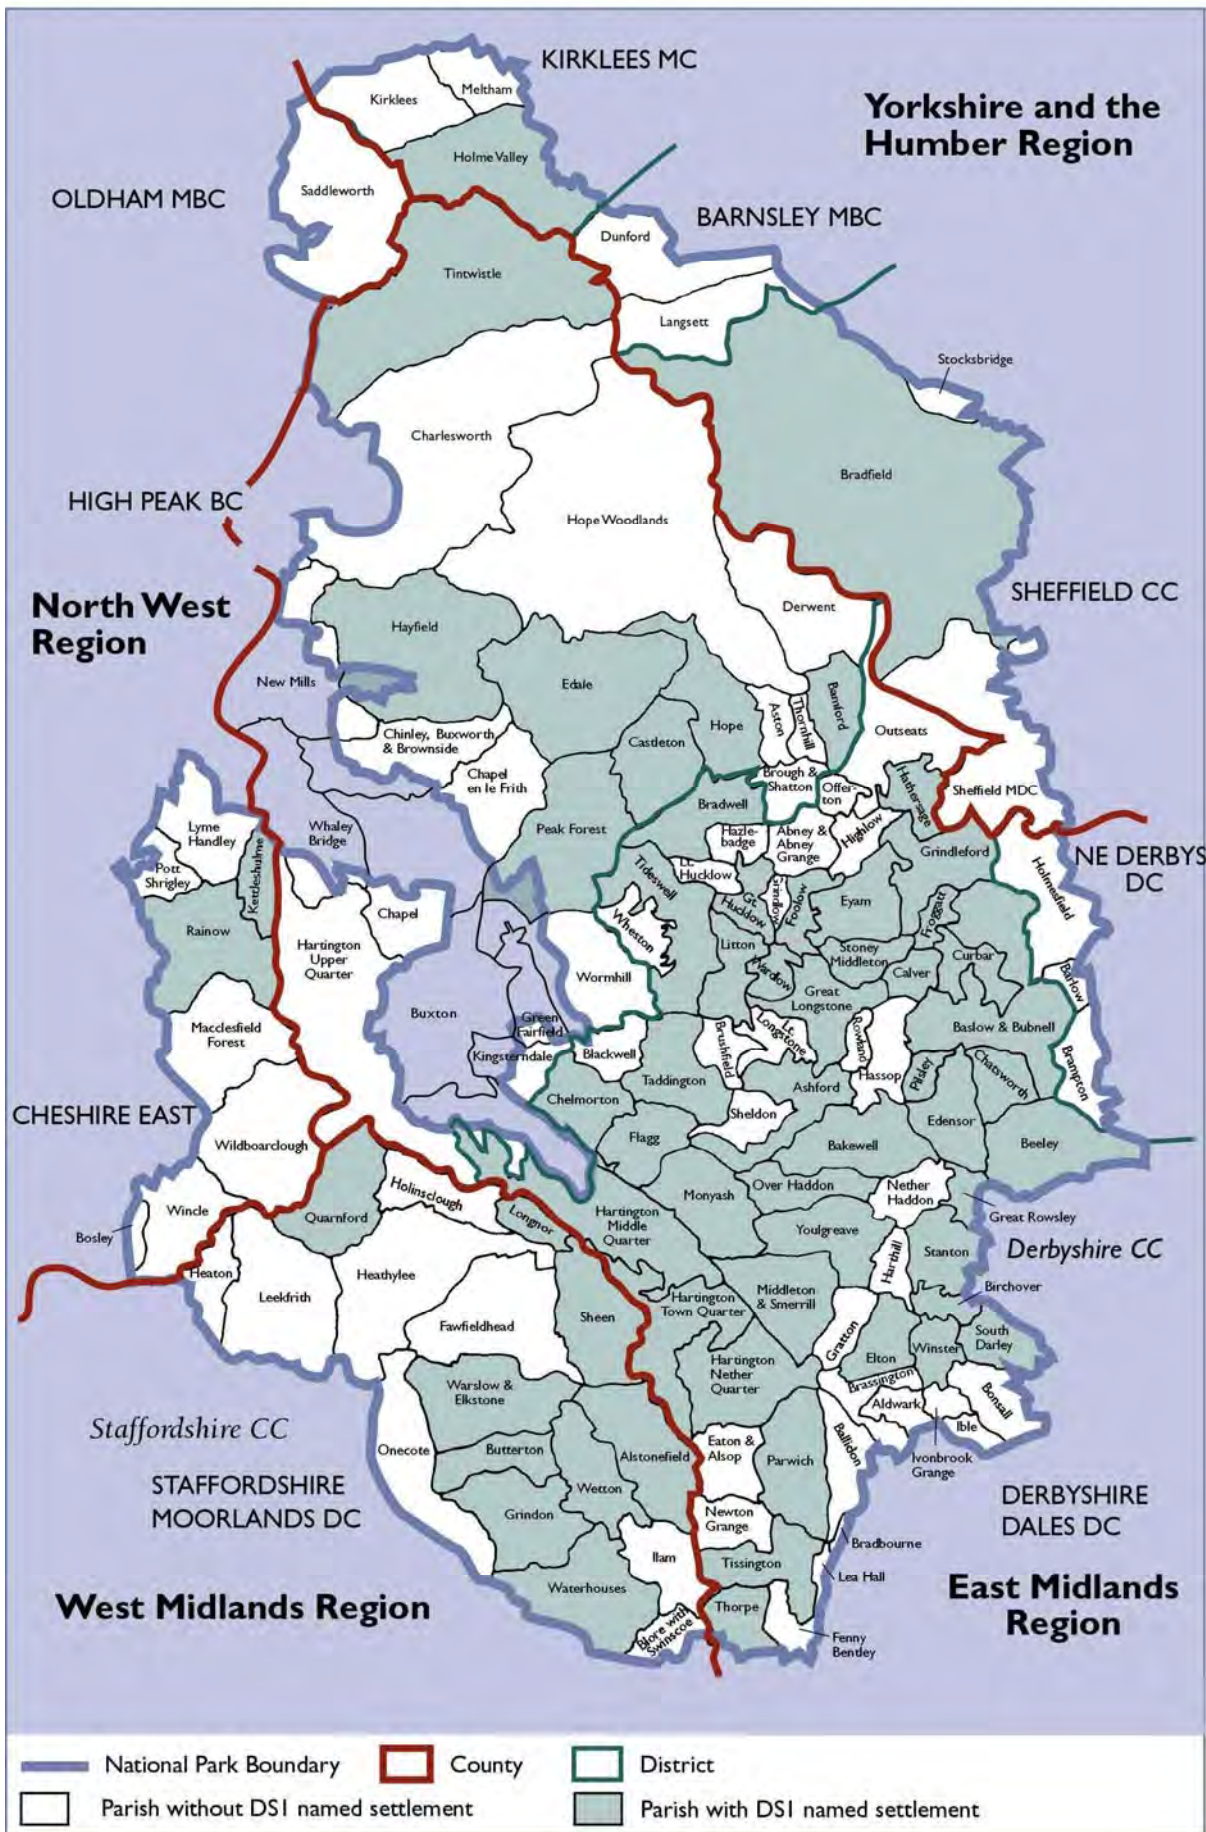 KIRKLEES MC
Yorkshire and the
Humber Region
Meltham
Kirklees
Holme Valley
Saddleworth
OLDHAM MBC
BARNSLEY MBC
Dunford
Tintwistle
Langsett
Stocksbridge
Charlesworth
Bradfield
HIGH PEAK BC
Hope Woodlands
SHEFFIELD CC
North West
Region
Derwent
Hayfield
New Mills
Edale
Bamford
Thornhill
Aston
Hope
Outseats
Castleton
Chinley, Buxworth
& Brownside
Chapel
en le Frith
Brough &
Shatton
Offer-
ton
Hathersage
Sheffield MDC
Bradwell
Peak Forest
Whaley
Bridge
Lyme
Handley
Hazle-
badge
Abney &
Abney
Grange
Highlow
Grindleford
NE DERBYS
DC
Pott
Shrigley
Kettleshulme
Tideswell
Lt.
Hucklow
Gt.
Hucklow
Grindlow
Foolow
Eyam
Froggatt
Holmesfield
Chapel
Rainow
Hartington
Upper
Quarter
Wheston
Litton
Wardlow
Stoney
Middleton
Calver
Curbar
Barlow
Wormhill
Great
Longstone
Buxton
Green
Fairfield
Macclesfield
Forest
Baslow & Bubnell
Kingsterndale
Blackwell
Brushfield
Lt.
Longstone
Rowland
Hassop
Pilsley
Chatsworth
Brampton
Taddington
Ashford
Chelmorton
Sheldon
Edensor
CHESHIRE EAST
Wildboarclough
Flagg
Bakewell
Beeley
Hollinsclough
Monyash
Over Haddon
Nether
Haddon
Wincle
Quarnford
Longnor
Hartington
Middle
Quarter
Youlgreave
Great Rowsley
Bosley
Harthill
Stanton
Derbyshire CC
Heaton
Leekfrith
Heathylee
Birchover
Middleton
& Smerrill
Hartington
Town Quarter
Sheen
Fawfieldhead
Gratton
South
Darley
Elton
Winster
Hartington
Nether
Quarter
Warslow &
Elkstone
Brassington
Aldwark
Bonsall
Ible
Staffordshire CC
Onecote
Butterton
Alstonefield
Eaton &
Alsop
Parwich
Ballidon
Ivonbrook
Grange
STAFFORDSHIRE
MOORLANDS DC
Wetton
Grindon
Newton
Grange
DERBYSHIRE
DALES DC
Bradbourne
Ilam
Tissington
Lea Hall
Waterhouses
Thorpe
West Midlands Region
East Midlands
Region
Blore with
Swinscoe
Fenny
Bentley
National Park Boundary
County
District
Parish without DS1 named settlement
Parish with DS1 named settlement